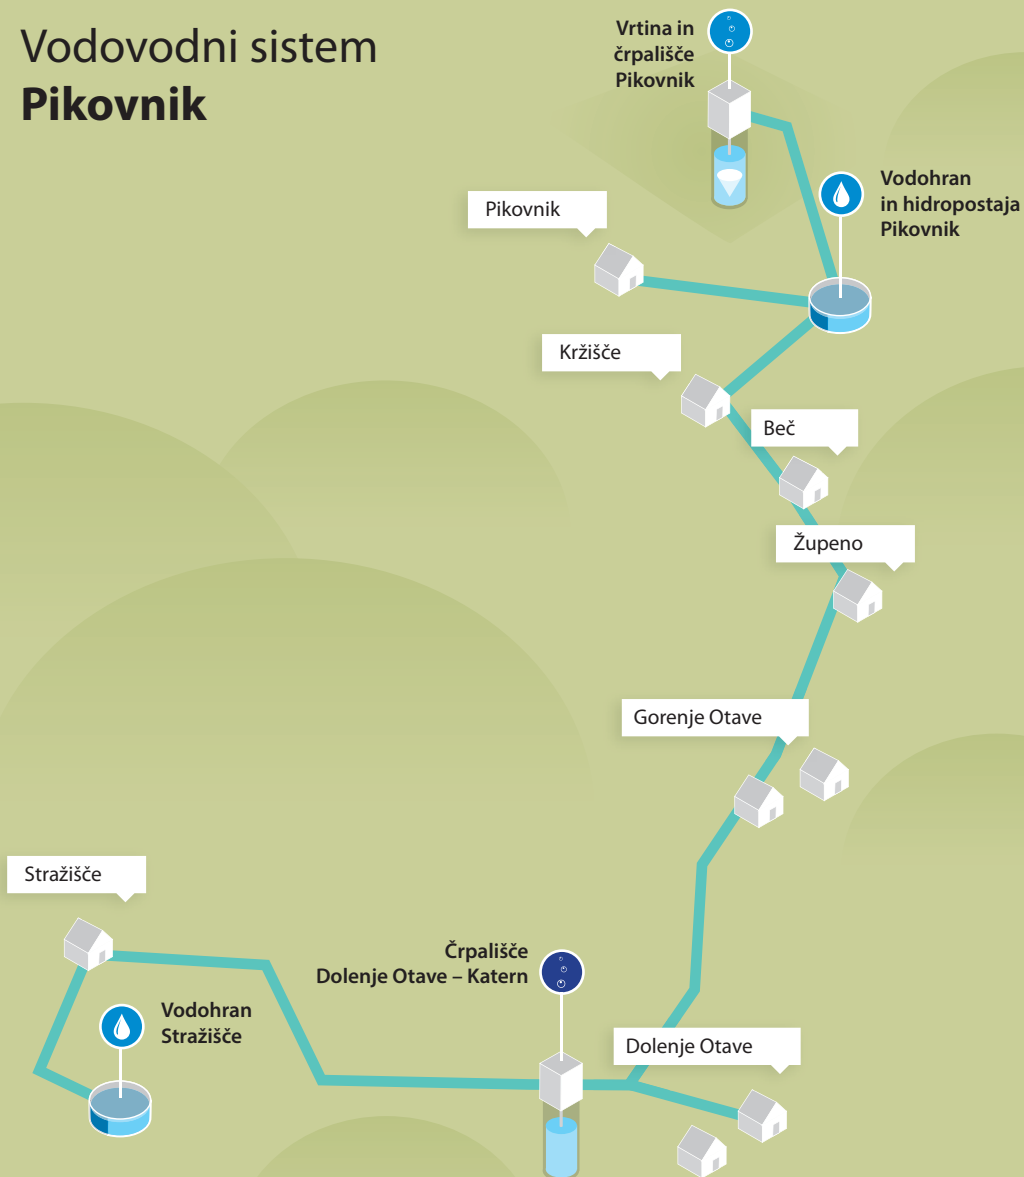 Vodovodni sistem
Pikovnik
Vrtina in
črpališče
Pikovnik
Vodohran
in hidropostaja
Pikovnik
Pikovnik
Kržišče
Beč
Župeno
Gorenje Otave
Stražišče
Črpališče
Dolenje Otave – Katern
Vodohran
Stražišče
Dolenje Otave